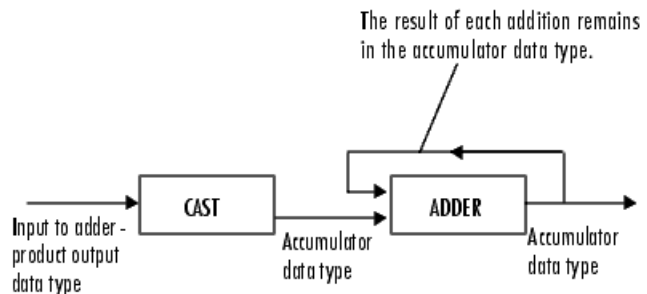 The result of each addition remains
in the accumulator data type.
CAST
ADDER
Input to adder -
product output
data type
Accumulator
data type
Accumulator
data type